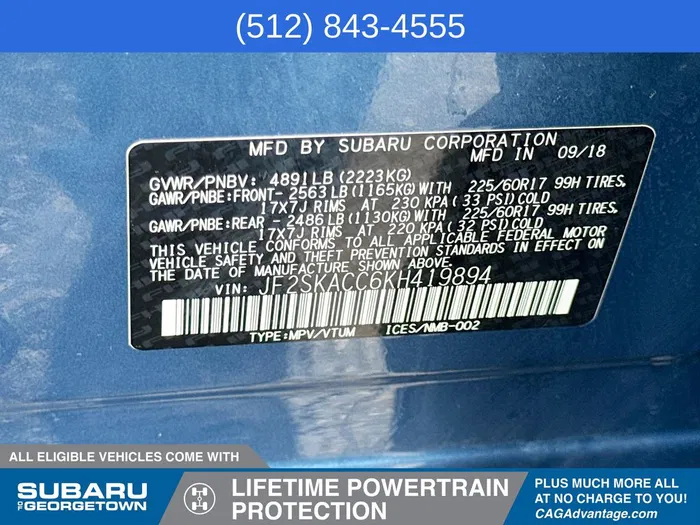 (512) 843-4555
MFD BY SUBARU CORPORATION
MFD IN 09/18
GVWR/PNBV: 4891LB(2223KG)
GAWR/PNBE:FRONT- 2563LB(1165KG)WITH 225/60R17 99H TIRES,
17X7J RIMS AT 230 KPA( 33 PSI)COLD
GAWR/PNBE:REAR - 2486LB(1130KG)WITH 225/60R17 99H TIRES,
17X7J RIMS AT 220 KPA( 32 PSI)COLD
THIS VEHICLE CONFORMS TO ALL APPLICABLE FEDERAL MOTOR
VEHICLE SAFETY AND THEFT PREVENTION STANDARDS IN EFFECT ON
THE DATE OF MANUFACTURE SHOWN ABOVE.
VIN: JF2SKACC6KH419894
TYPE:MPV/VTUM ICES/NMB-002
ALL ELIGIBLE VEHICLES COME WITH
SUBARU
OF GEORGETOWN
LIFETIME POWERTRAIN
PROTECTION
PLUS MUCH MORE ALL
AT NO CHARGE TO YOU!
CAGAdvantage.com*